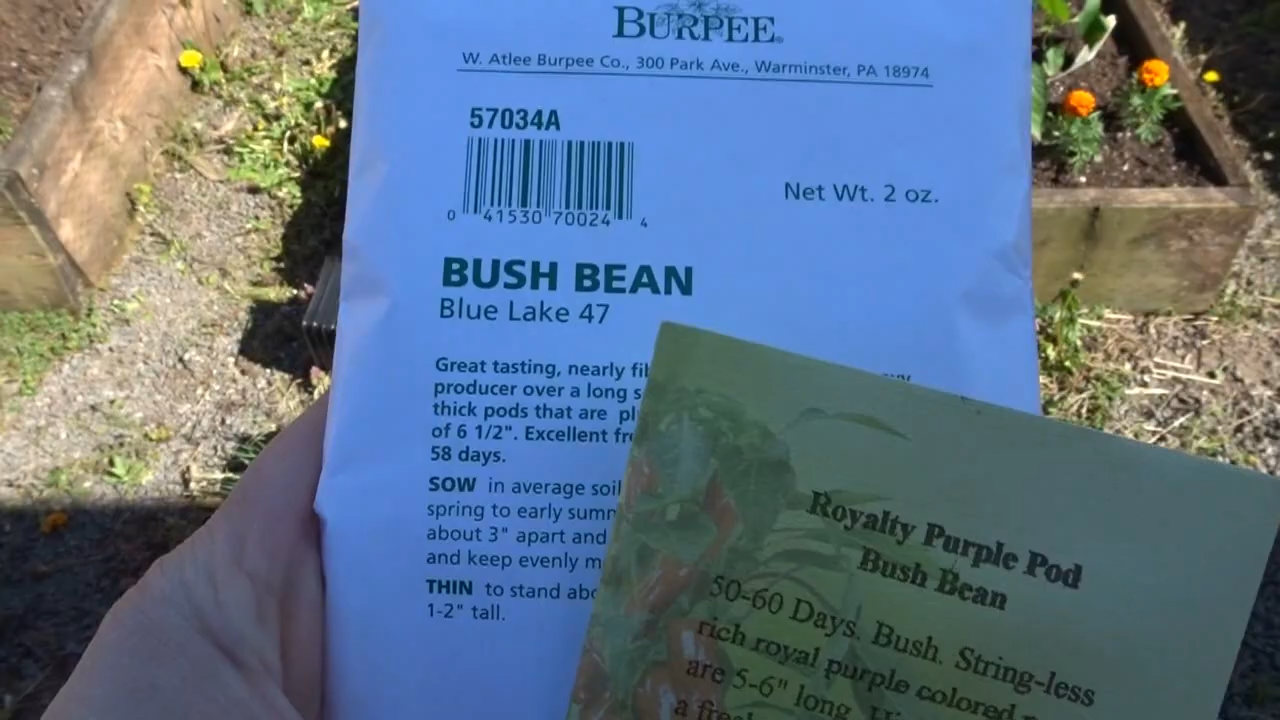 BURPEE®
W. Atlee Burpee Co., 300 Park Ave., Warminster, PA 18974
57034A
0 41530 70024 4
Net Wt. 2 oz.
BUSH BEAN
Blue Lake 47
Great tasting, nearly
producer over a long
thick pods that are
of 6 1/2". Excellent
58 days.
SOW in average soil
spring to early
about 3" apart and
and keep evenly
THIN to stand
1-2" tall.
Royalty Purple Pod
Bush Bean
50-60 Days. Bush. String-less
rich royal purple colored
are 5-6" long.
a